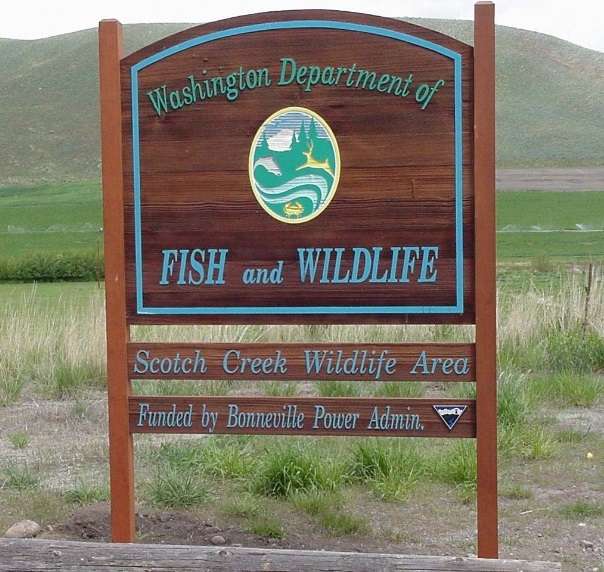 Washington Department of
FISH and WILDLIFE
Scotch Creek Wildlife Area
Funded by Bonneville Power Admin.